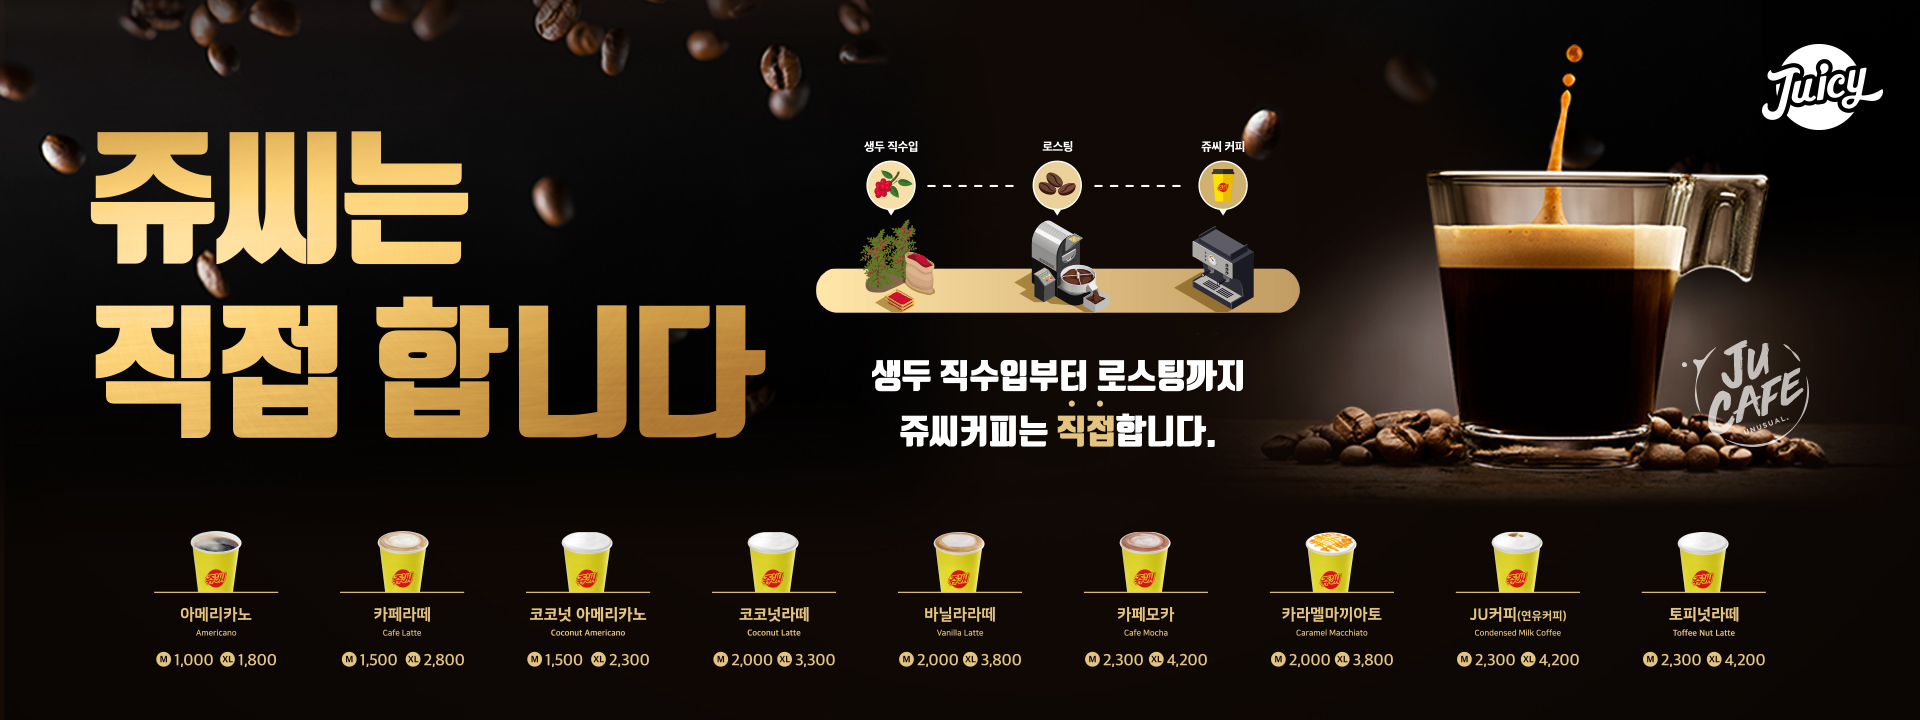 쥬씨는
직접 합니다
생두 직수입
로스팅
쥬씨 커피
생두 직수입부터 로스팅까지
쥬씨커피는 직접합니다.
Juicy
JU
CAFE
UNUSUAL.
아메리카노
Americano
M 1,000 XL 1,800
카페라떼
Cafe Latte
M 1,500 XL 2,800
코코넛 아메리카노
Coconut Americano
M 1,500 XL 2,300
코코넛라떼
Coconut Latte
M 2,000 XL 3,300
바닐라라떼
Vanilla Latte
M 2,000 XL 3,800
카페모카
Cafe Mocha
M 2,300 XL 4,200
카라멜마끼아토
Caramel Macchiato
M 2,000 XL 3,800
JU커피(연유커피)
Condensed Milk Coffee
M 2,300 XL 4,200
토피넛라떼
Toffee Nut Latte
M 2,300 XL 4,200